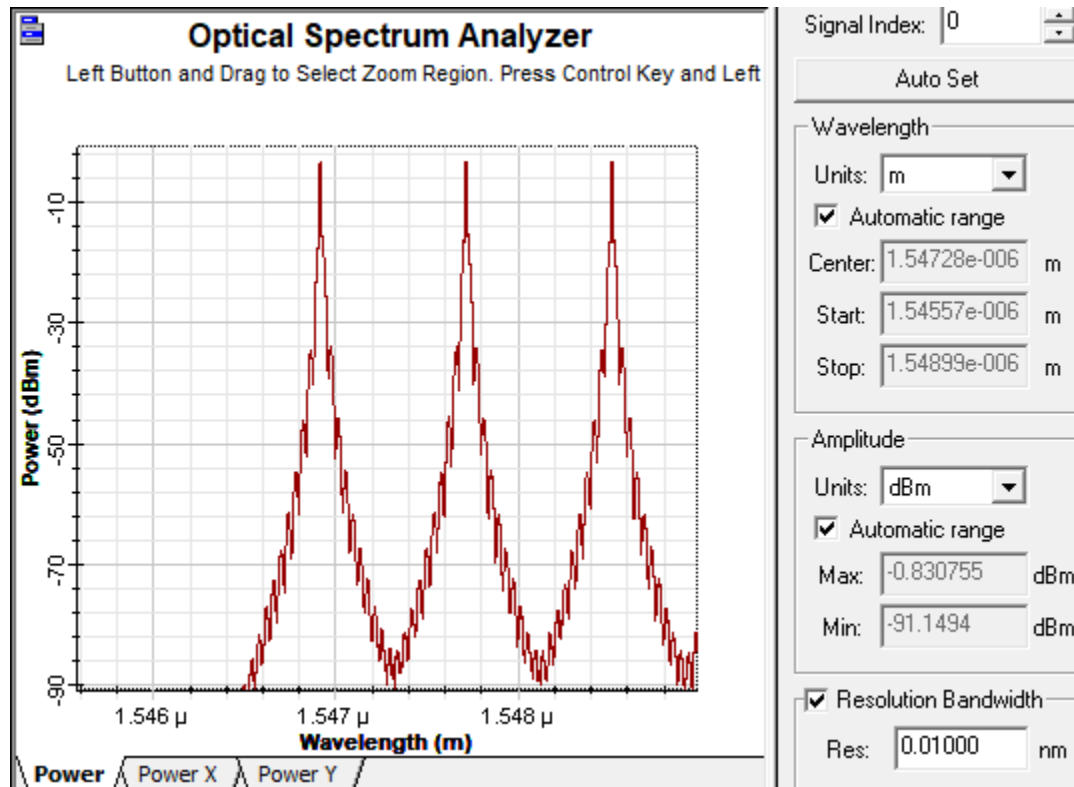 Optical Spectrum Analyzer
Left Button and Drag to Select Zoom Region. Press Control Key and Left
Power (dBm)
-10
-30
-50
-70
-90
1.546 µ
1.547 µ
1.548 µ
Wavelength (m)
Power
Power X
Power Y
Signal Index: 0
Auto Set
Wavelength
Units: m
Automatic range
Center: 1.54728e-006 m
Start: 1.54557e-006 m
Stop: 1.54899e-006 m
Amplitude
Units: dBm
Automatic range
Max: -0.830755 dBm
Min: -91.1494 dBm
Resolution Bandwidth
Res: 0.01000 nm